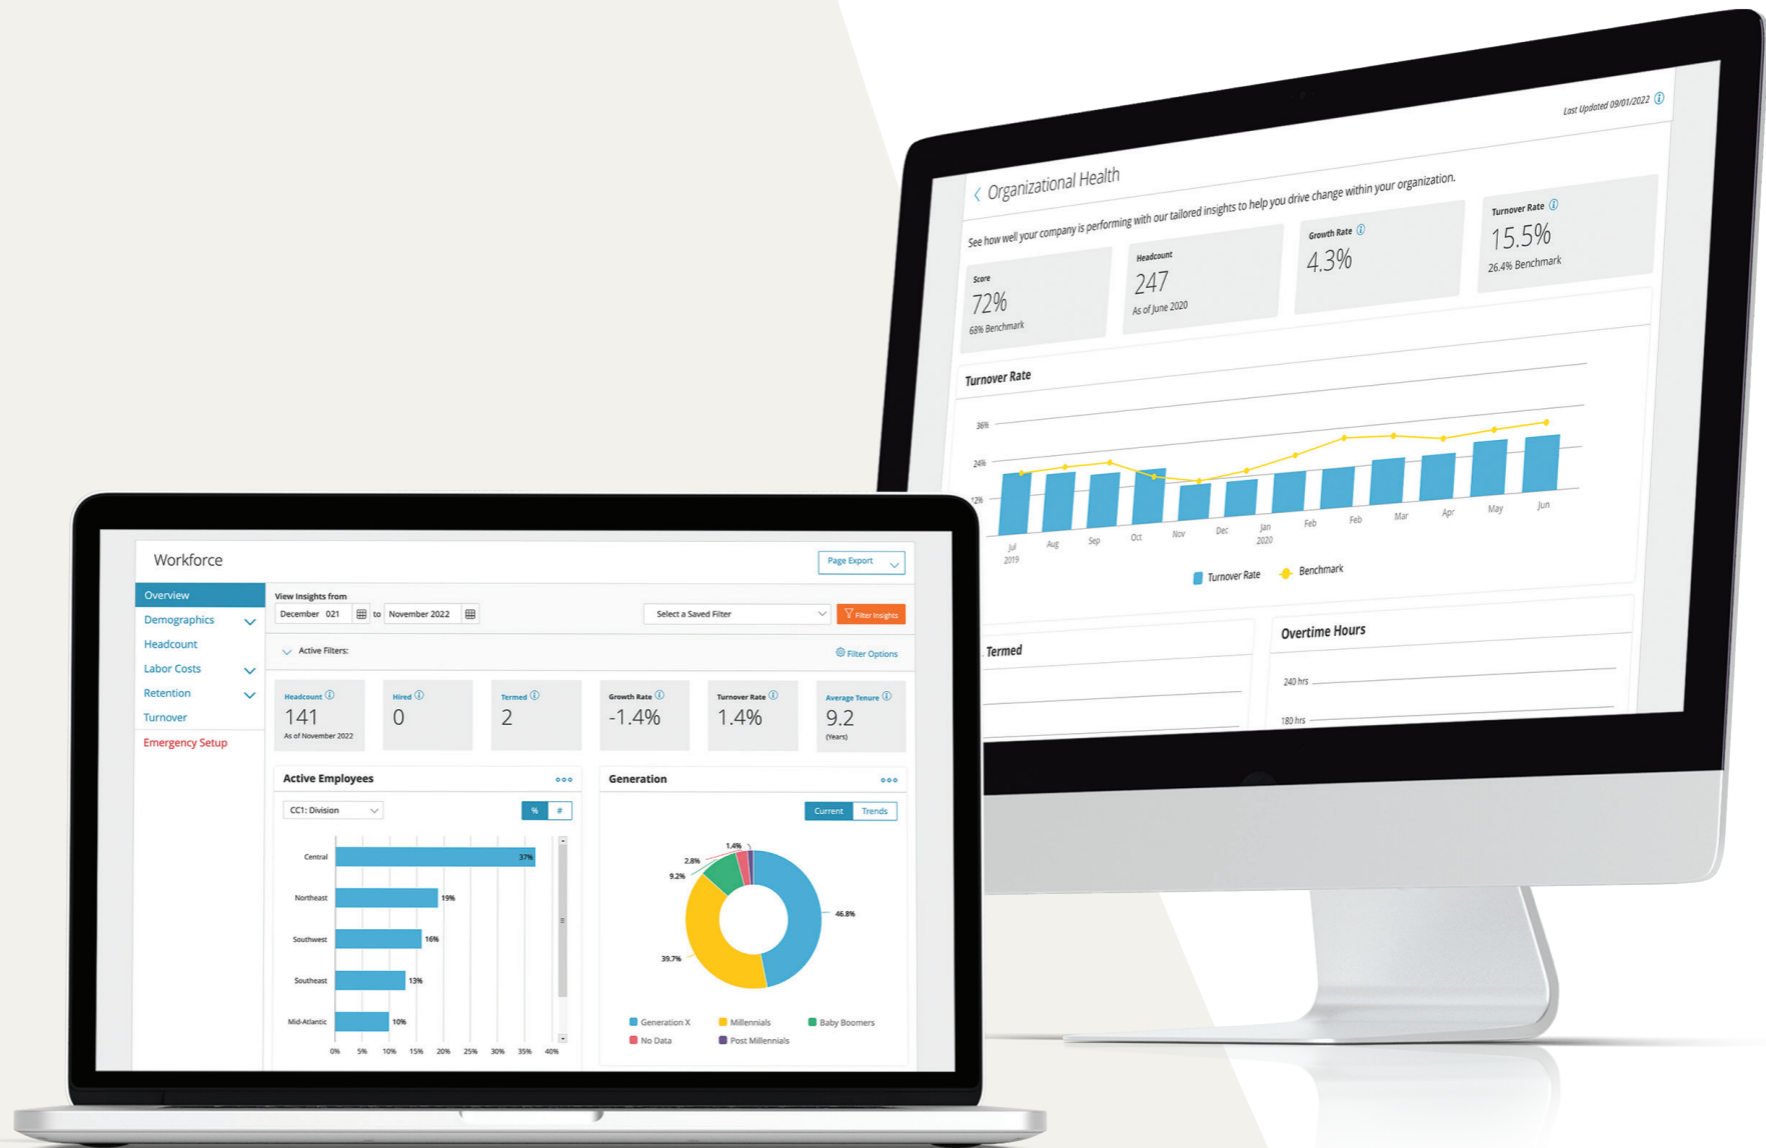 Workforce
Page Export
Overview
Demographics
Headcount
Labor Costs
Retention
Turnover
Emergency Setup
View Insights from
December 021 to November 2022
Select a Saved Filter
Filter Insights
Active Filters:
Filter Options
Headcount
141
As of November 2022
Hired
0
Termed
2
Growth Rate
-1.4%
Turnover Rate
1.4%
Average Tenure
9.2
(Years)
Active Employees
CC1: Division
% #
Central 37%
Northeast 19%
Southwest 16%
Southeast 13%
Mid-Atlantic 10%
0% 5% 10% 15% 20% 25% 30% 35% 40%
Generation
Current Trends
1.4%
2.8%
9.2%
46.8%
39.7%
Generation X Millennials Baby Boomers
No Data Post Millennials
Last Updated 09/01/2022
Organizational Health
See how well your company is performing with our tailored insights to help you drive change within your organization.
Score
72%
68% Benchmark
Headcount
247
As of June 2020
Growth Rate
4.3%
Turnover Rate
15.5%
26.4% Benchmark
Turnover Rate
36%
24%
12%
Jul Aug Sep Oct Nov Dec Jan Feb Feb Mar Apr May Jun
2019 2020
Turnover Rate Benchmark
Termed
Overtime Hours
240 hrs
180 hrs